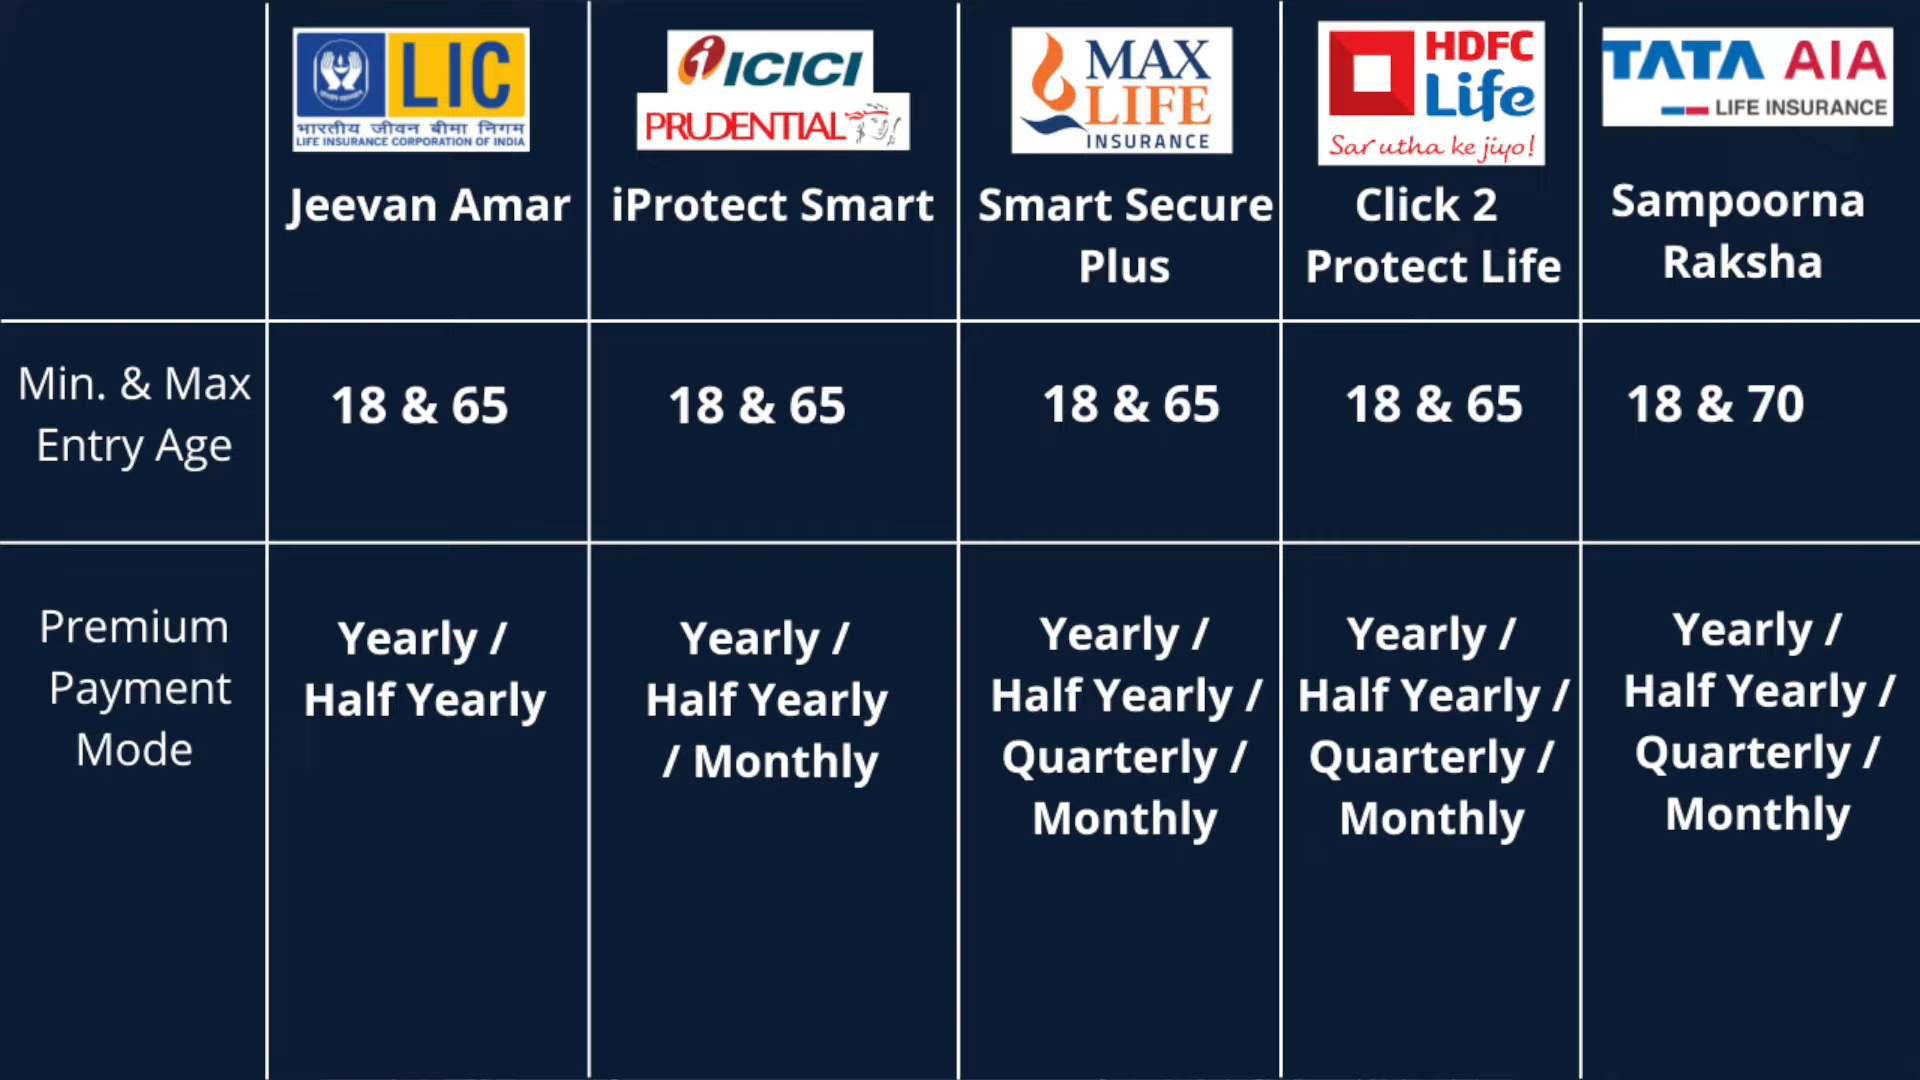 LIC
भारतीय जीवन बीमा निगम
LIFE INSURANCE CORPORATION OF INDIA
Jeevan Amar
ICICI
PRUDENTIAL
iProtect Smart
MAX
LIFE
INSURANCE
Smart Secure
Plus
HDFC
Life
Sar utha ke jiyo!
Click 2
Protect Life
TATA AIA
LIFE INSURANCE
Sampoorna
Raksha
Min. & Max
Entry Age
18 & 65
18 & 65
18 & 65
18 & 65
18 & 70
Premium
Payment
Mode
Yearly /
Half Yearly
Yearly /
Half Yearly
/ Monthly
Yearly /
Half Yearly /
Quarterly /
Monthly
Yearly /
Half Yearly /
Quarterly /
Monthly
Yearly /
Half Yearly /
Quarterly /
Monthly